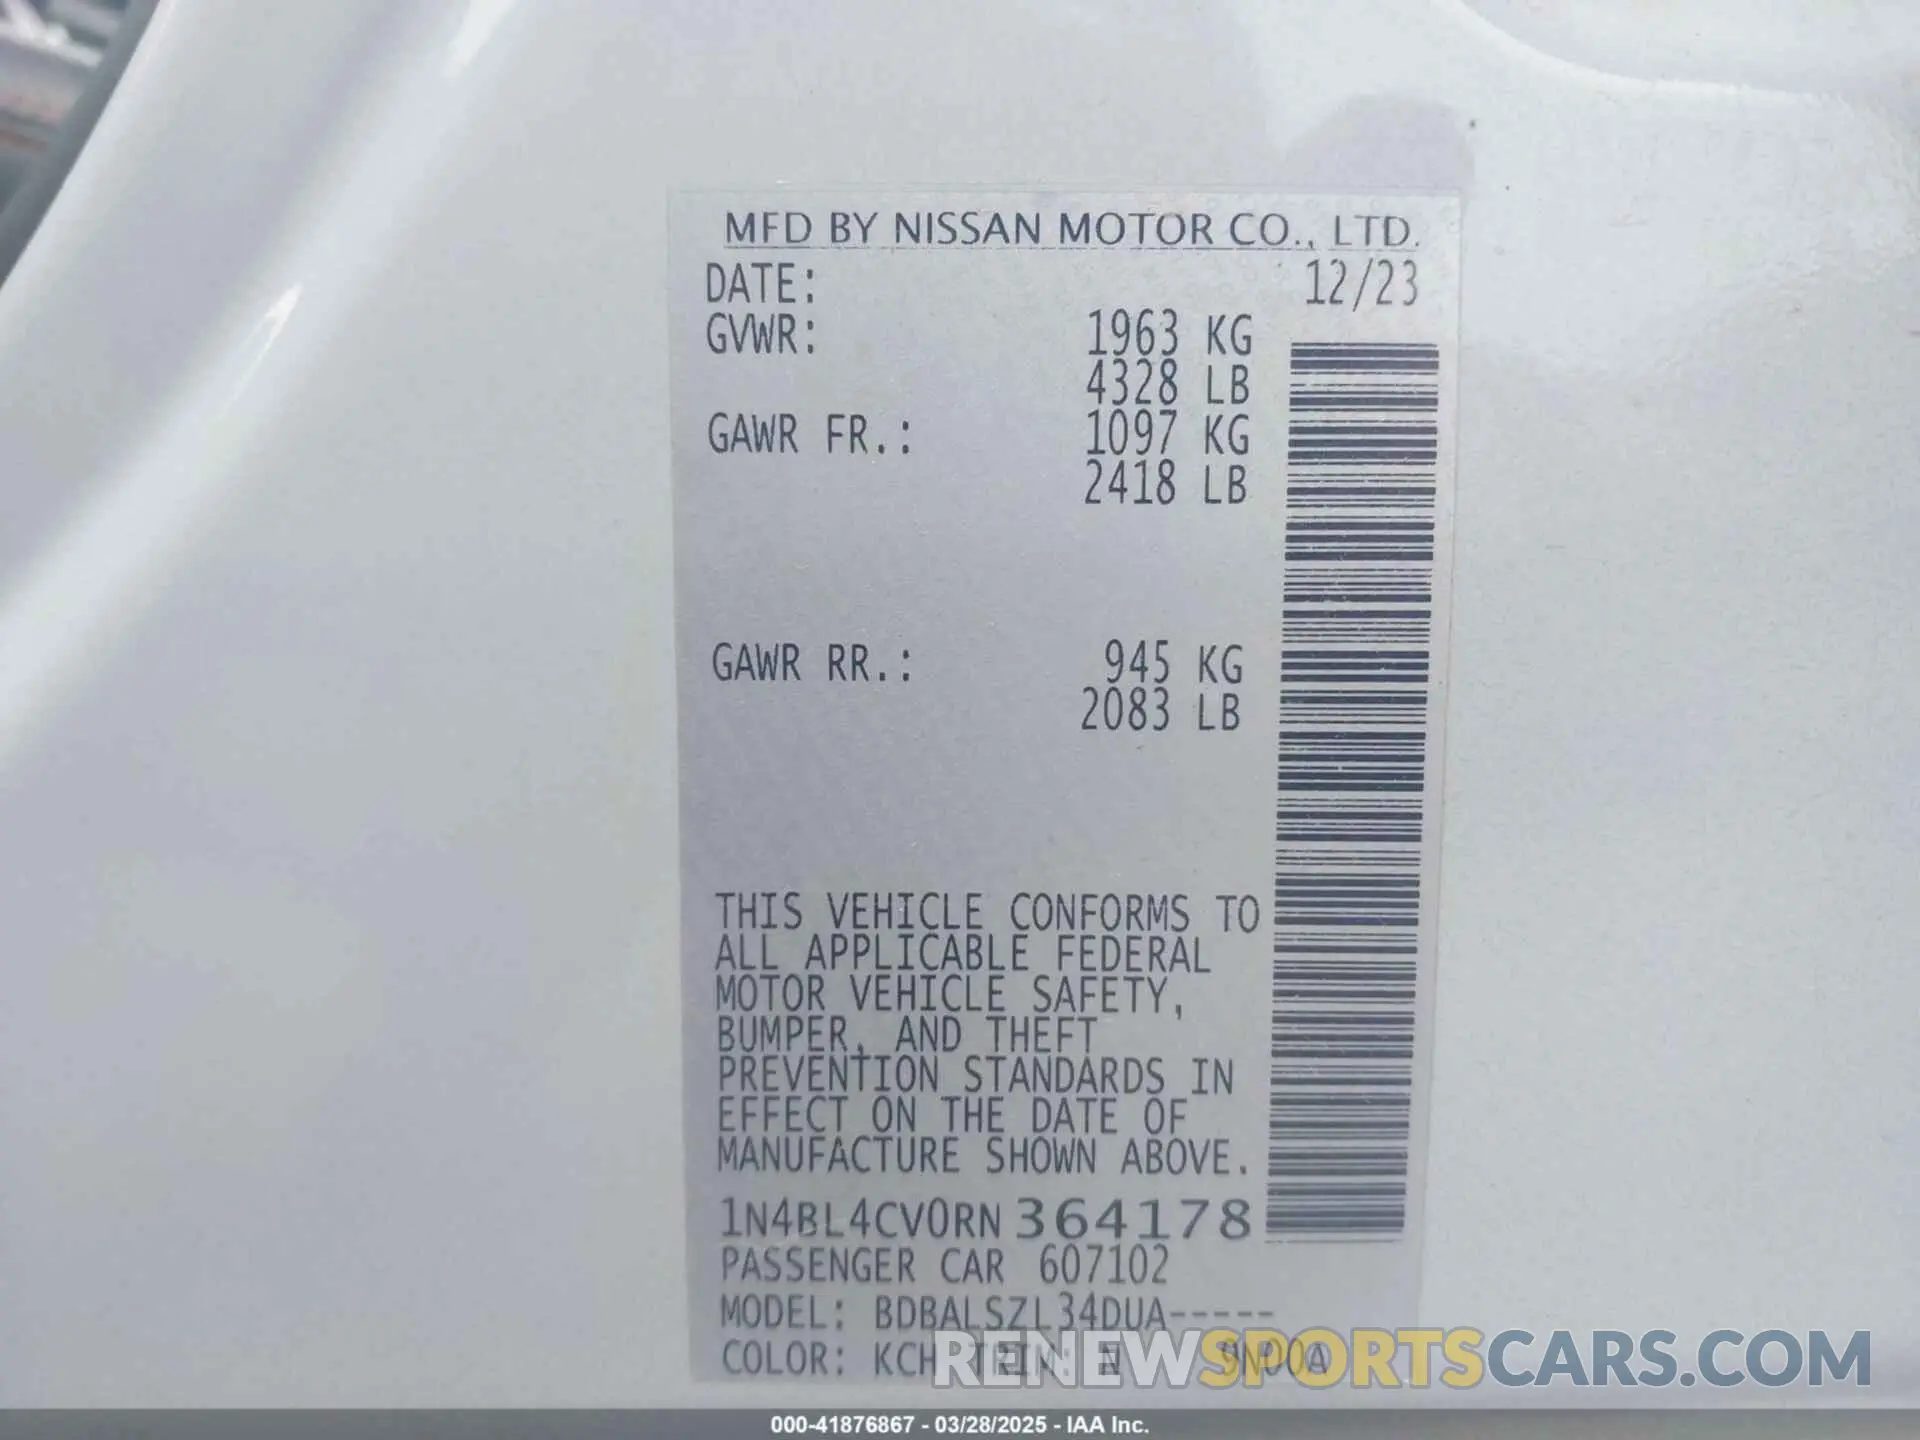 MFD BY NISSAN MOTOR CO., LTD.
DATE: 12/23
GVWR: 1963 KG
4328 LB
GAWR FR.: 1097 KG
2418 LB
GAWR RR.: 945 KG
2083 LB
THIS VEHICLE CONFORMS TO
ALL APPLICABLE FEDERAL
MOTOR VEHICLE SAFETY,
BUMPER, AND THEFT
PREVENTION STANDARDS IN
EFFECT ON THE DATE OF
MANUFACTURE SHOWN ABOVE.
1N4BL4CV0RN364178
PASSENGER CAR 607102
MODEL: BDBALSZL34DUA-----
COLOR: KCH TRIM: N 9N00A
RENEWSPORTSCARS.COM
000-41876867 - 03/28/2025 - IAA Inc.